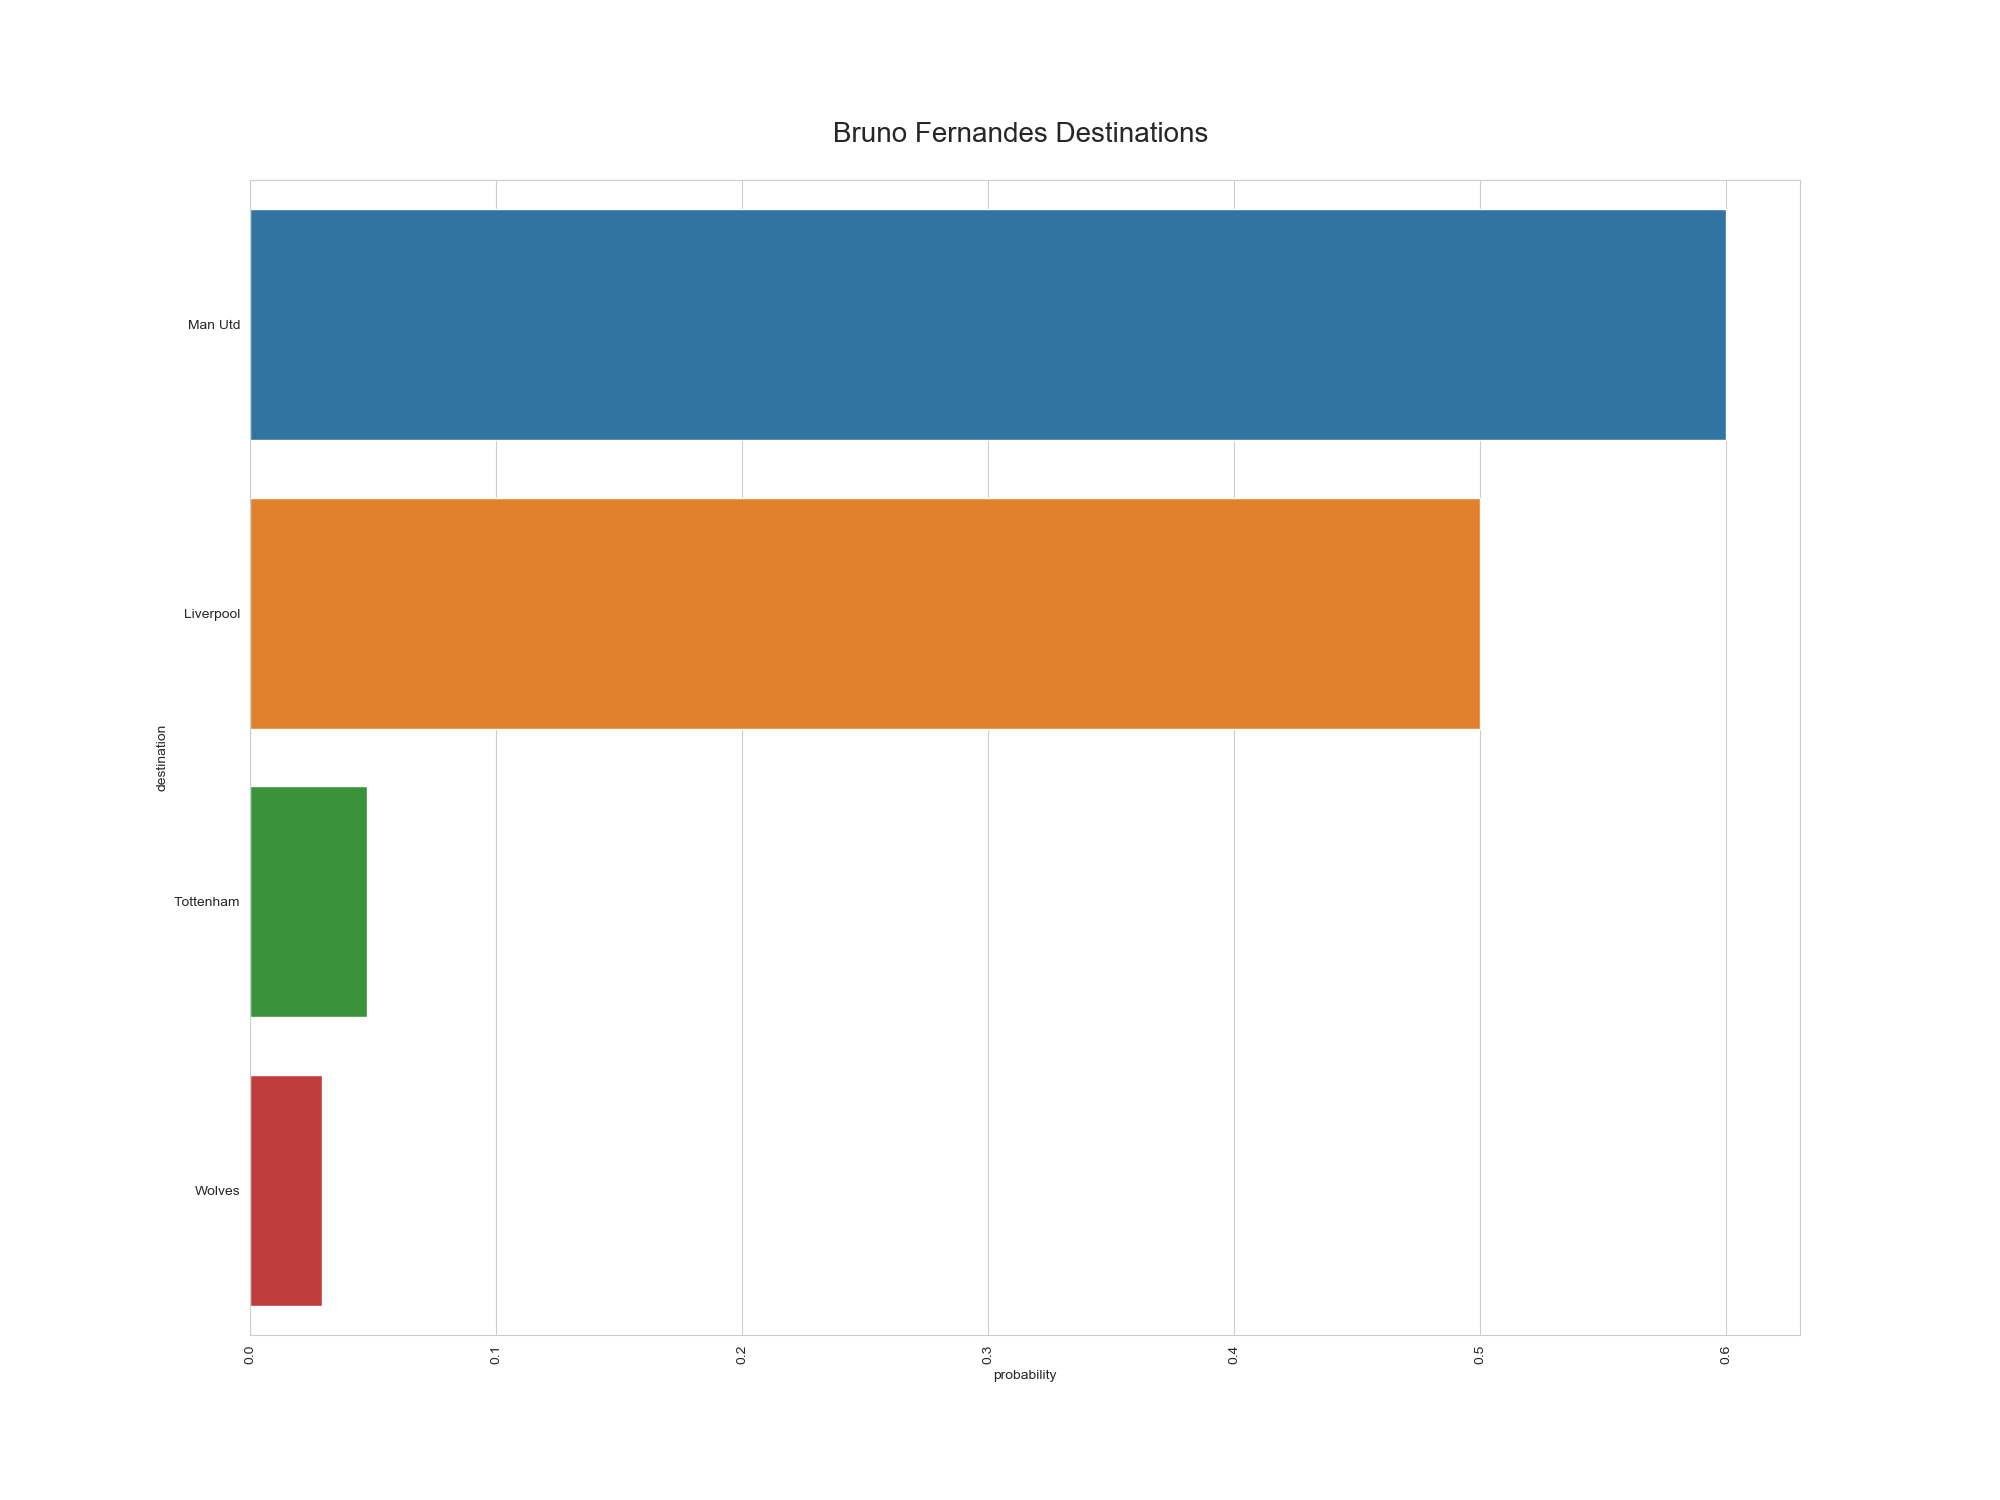 Bruno Fernandes Destinations
Man Utd
Liverpool
destination
Tottenham
Wolves
0.0
0.1
0.2
0.3
0.4
0.5
0.6
probability